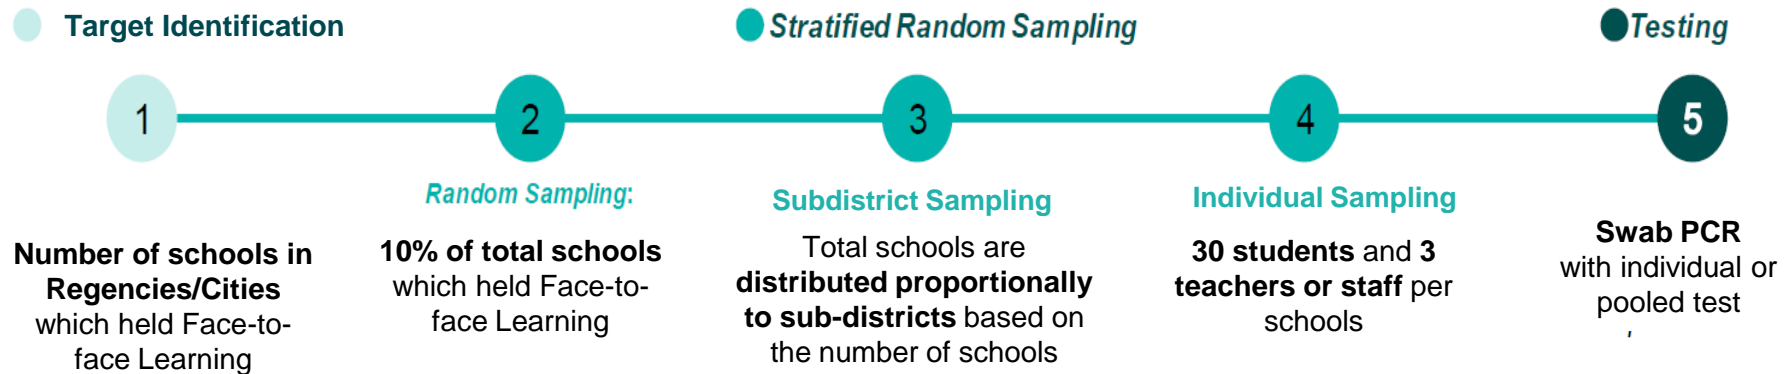 Target Identification
Stratified Random Sampling
Testing
1
2
3
4
5
Number of schools in
Regencies/Cities
which held Face-to-
face Learning
Random Sampling:
10% of total schools
which held Face-to-
face Learning
Subdistrict Sampling
Total schools are
distributed proportionally
to sub-districts based on
the number of schools
Individual Sampling
30 students and 3
teachers or staff per
schools
Swab PCR
with individual or
pooled test